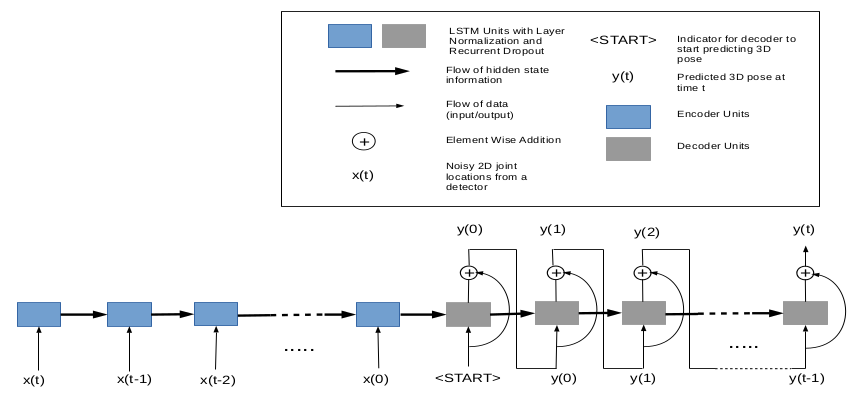 LSTM Units with Layer
Normalization and
Recurrent Dropout
Flow of hidden state
information
Flow of data
(input/output)
Element Wise Addition
x(t)
Noisy 2D joint
locations from a
detector
<START>
Indicator for decoder to
start predicting 3D
pose
y(t)
Predicted 3D pose at
time t
Encoder Units
Decoder Units
y(0) y(1) y(2) y(t)
.....
.....
x(t) x(t-1) x(t-2) x(0) <START> y(0) y(1) y(t-1)